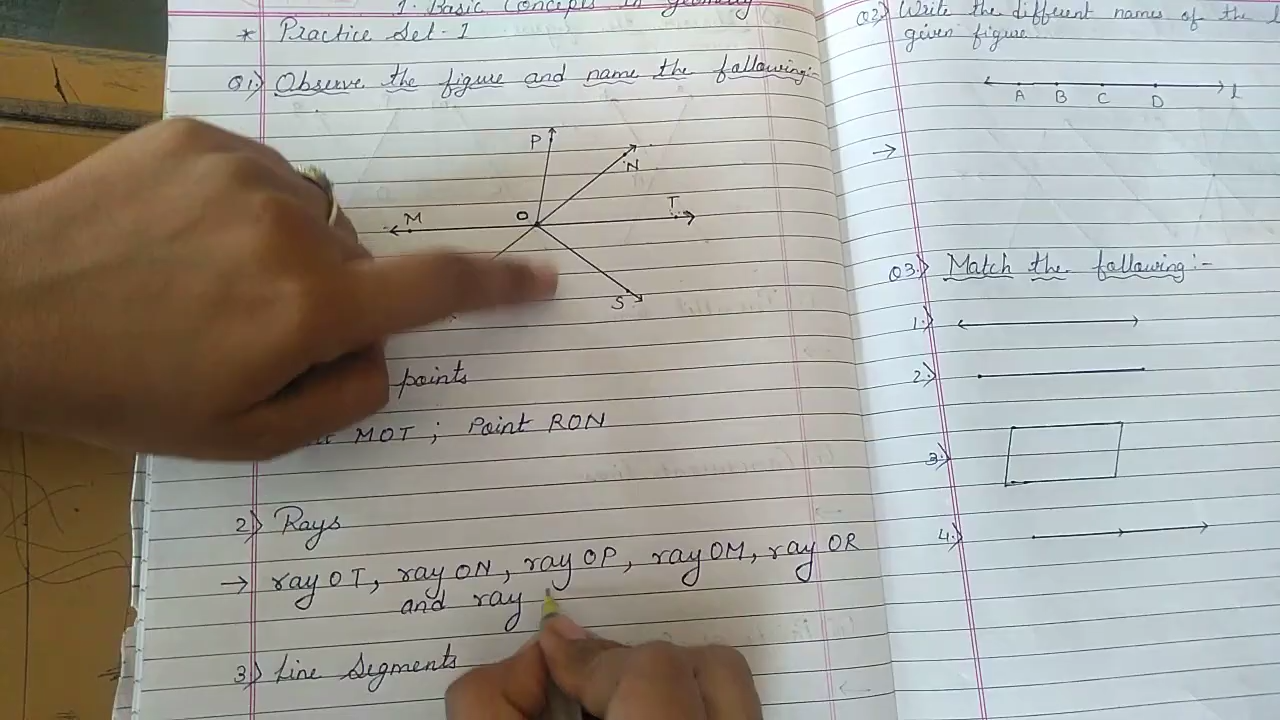 1. Basic Concepts in Geometry
* Practice Set-1
Q1) Observe the figure and name the following:-
P
N
M
O
T
S
points
MOT ; Point RON
2) Rays
→ ray OT, ray ON, ray OP, ray OM, ray OR
and ray
3) Line Segments
Q2) Write the different names of the
given figure
A B C D l
→
Q3) Match the following:-
1)
2)
3)
4)